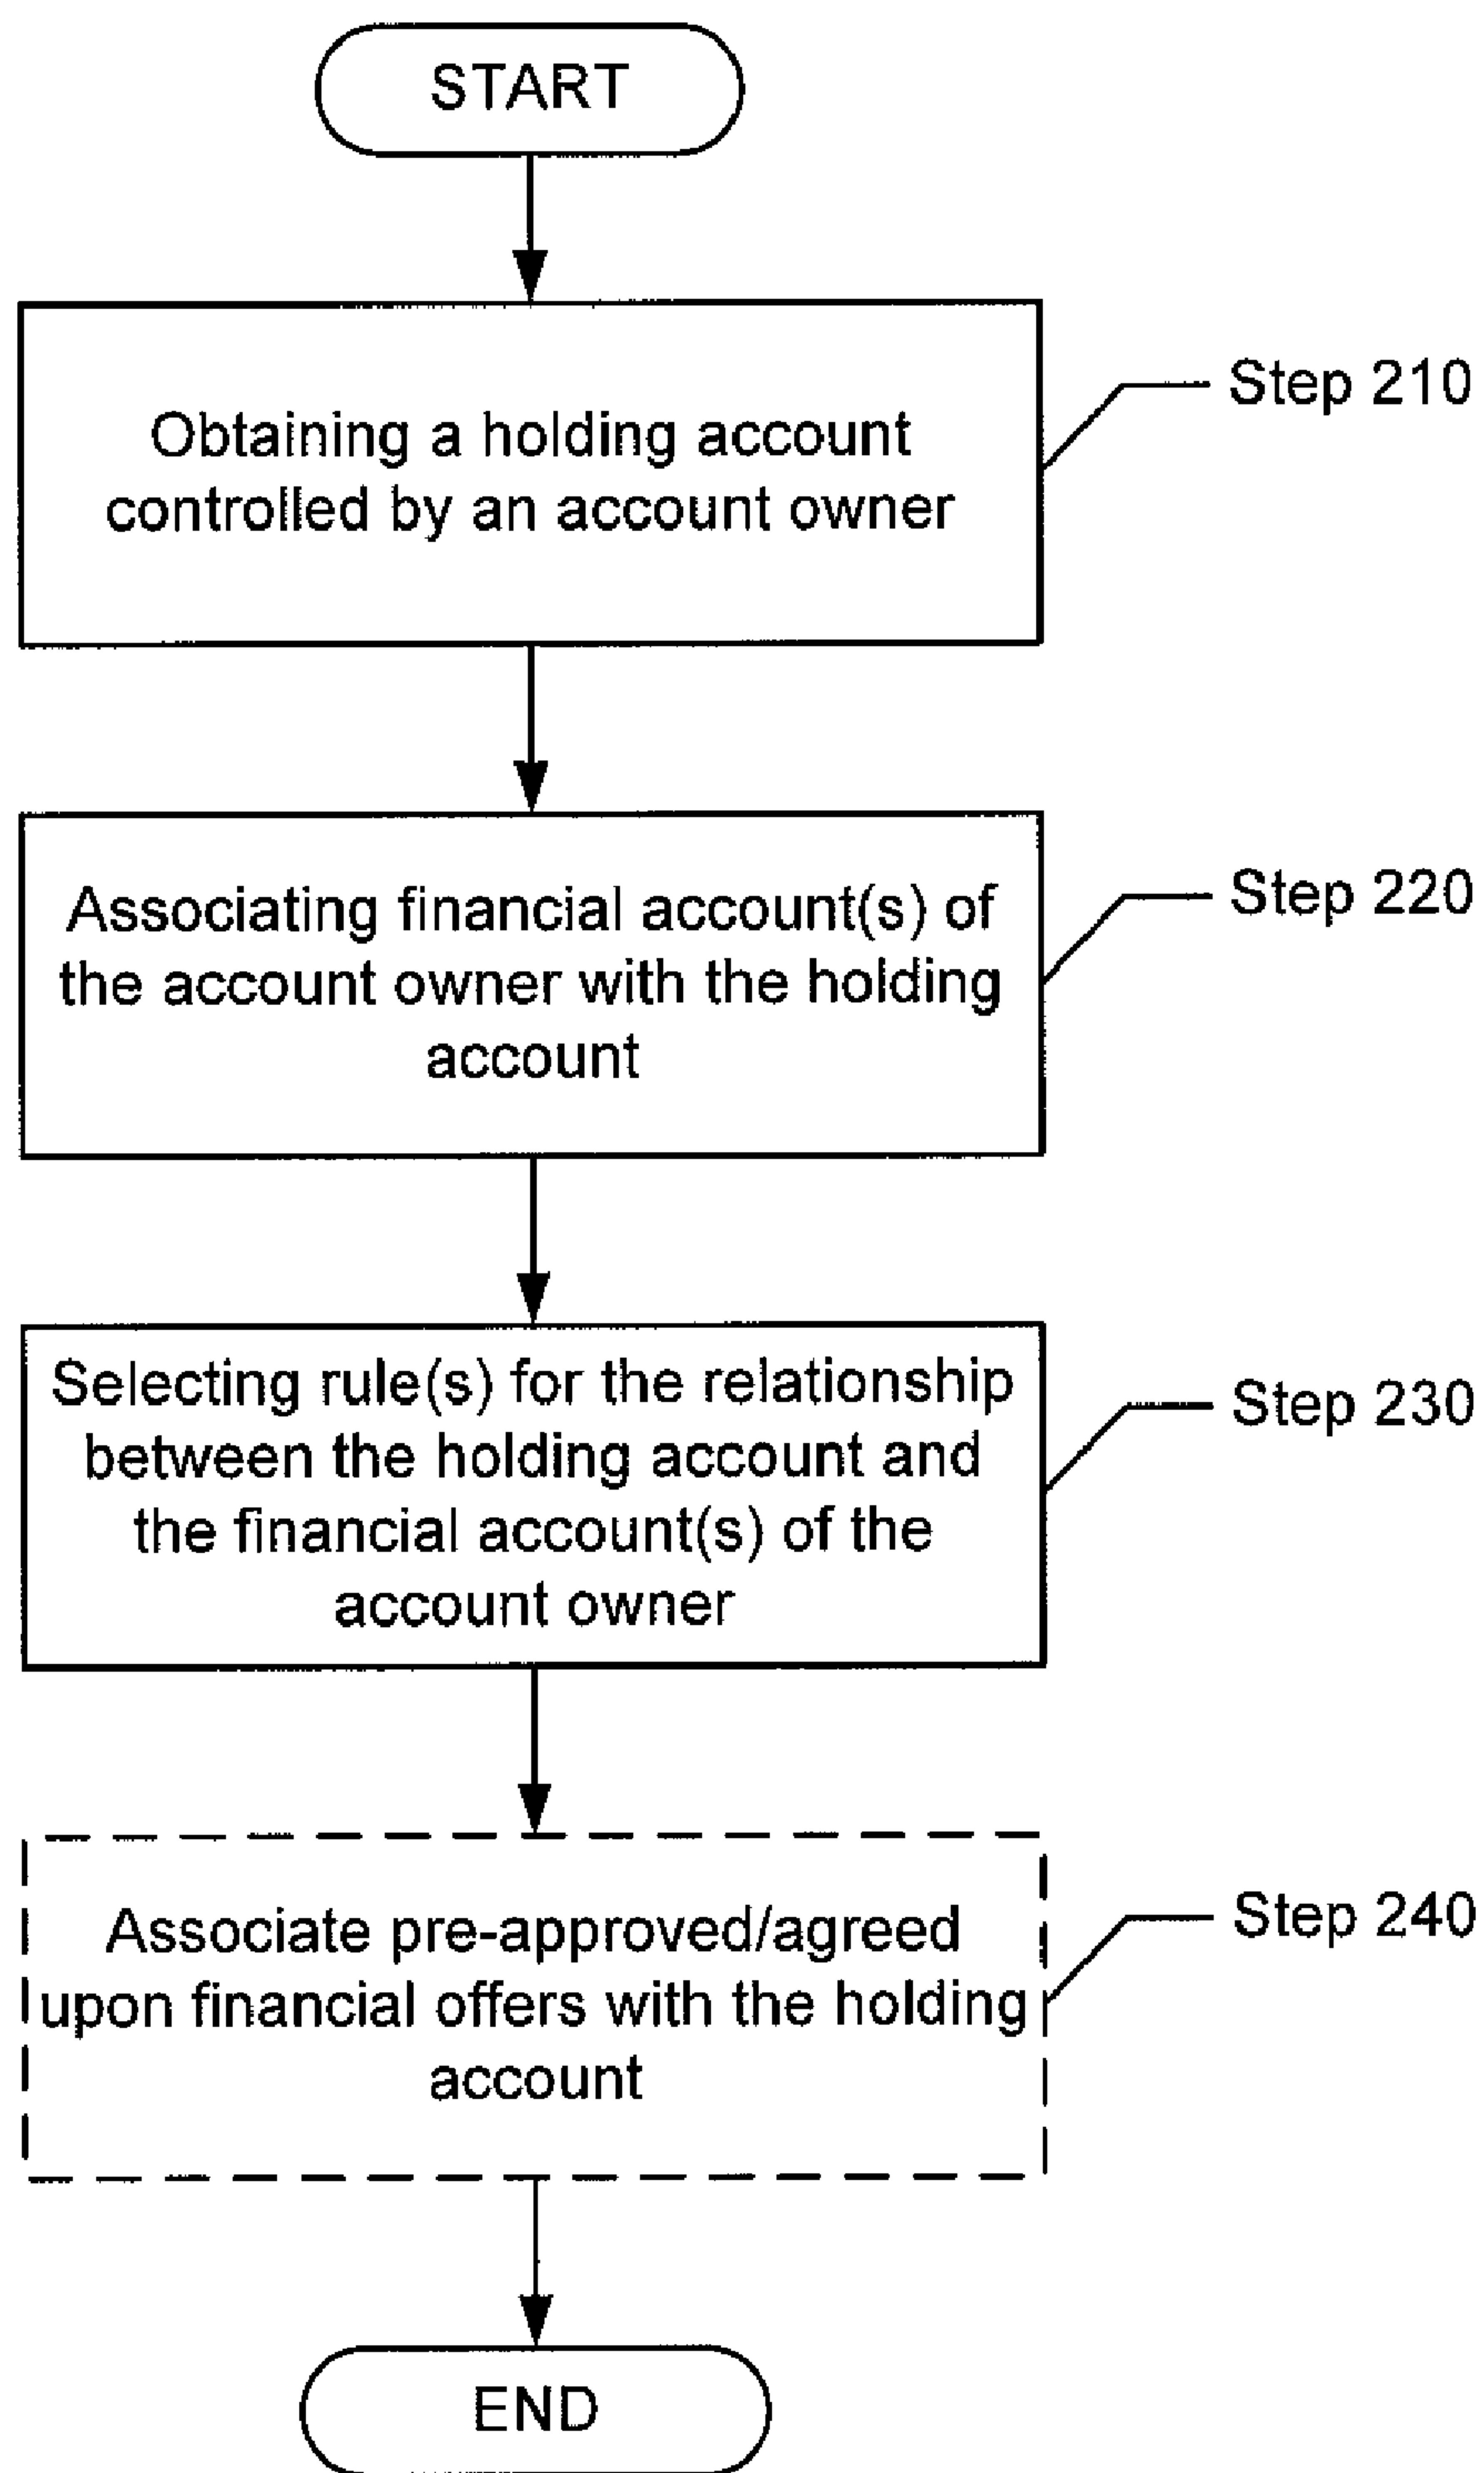 START
Obtaining a holding account
controlled by an account owner
Step 210
Associating financial account(s) of
the account owner with the holding
account
Step 220
Selecting rule(s) for the relationship
between the holding account and
the financial account(s) of the
account owner
Step 230
Associate pre-approved/agreed
upon financial offers with the holding
account
Step 240
END